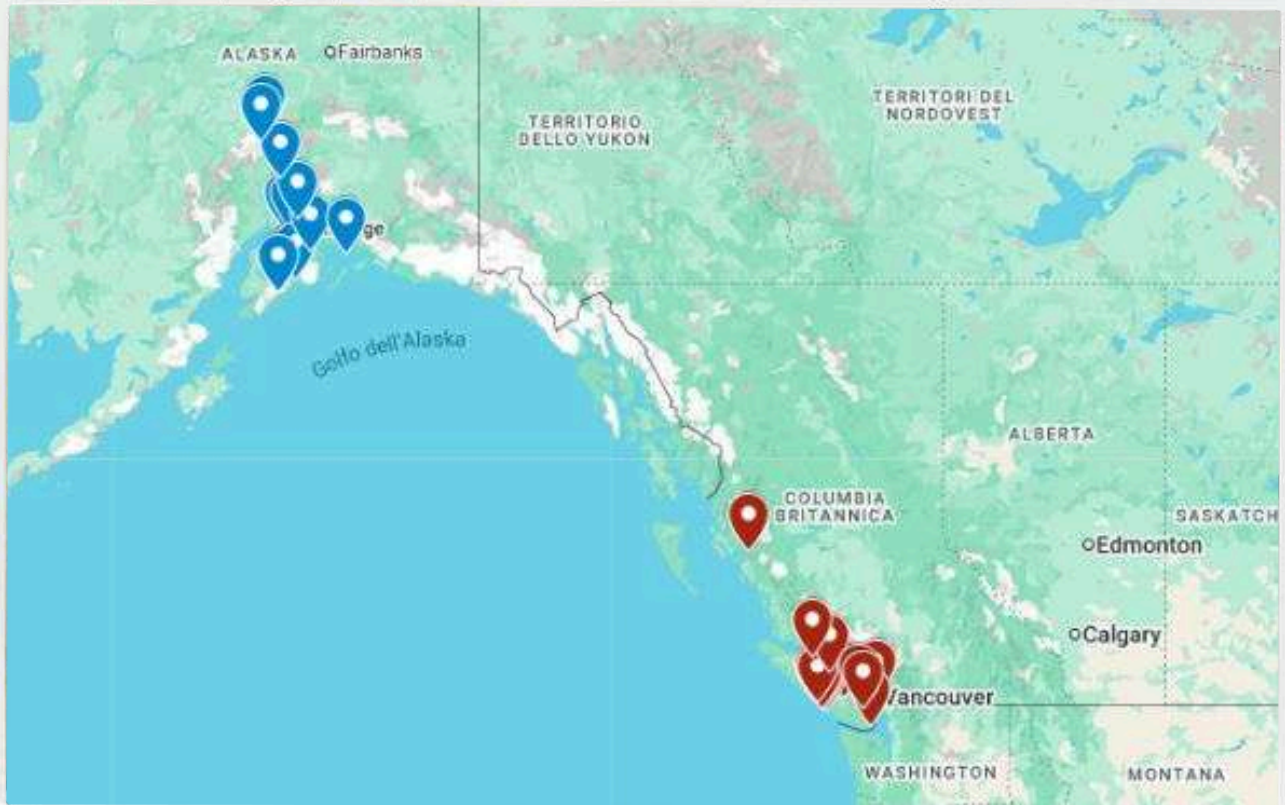 ALASKA
Fairbanks
TERRITORIO
DELLO YUKON
TERRITORI DEL
NORDOVEST
ge
Golfo dell'Alaska
ALBERTA
COLUMBIA
BRITANNICA
SASKATCH
Edmonton
Calgary
Vancouver
WASHINGTON
MONTANA